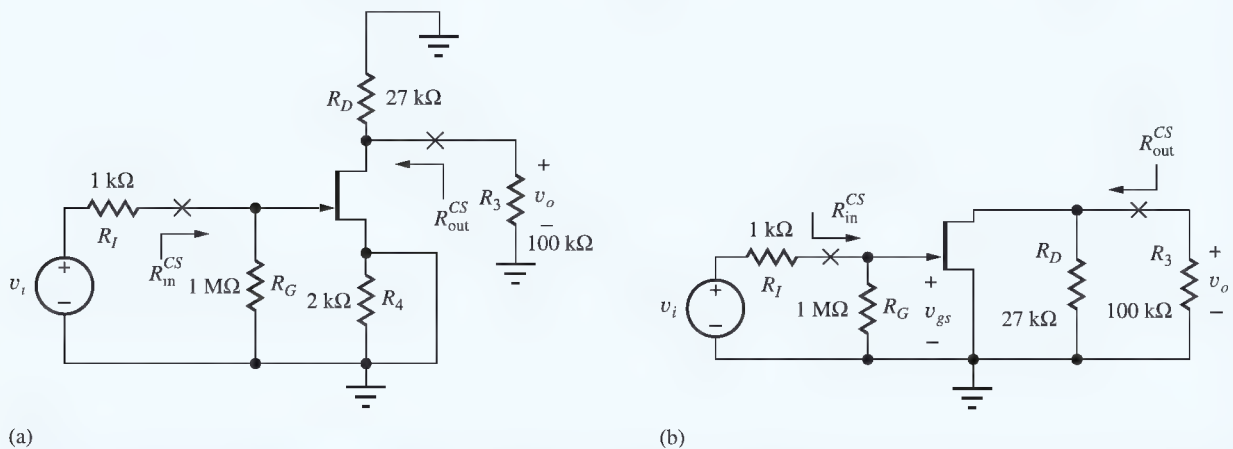 R_D
27 kΩ
1 kΩ
R_I
R_in^CS
v_i
+
−
1 MΩ
R_G
2 kΩ
R_4
R_out^CS
R_3
+
v_o
−
100 kΩ
(a)
1 kΩ
R_I
R_in^CS
v_i
+
−
1 MΩ
R_G
+
v_gs
−
R_D
27 kΩ
R_out^CS
R_3
100 kΩ
+
v_o
−
(b)